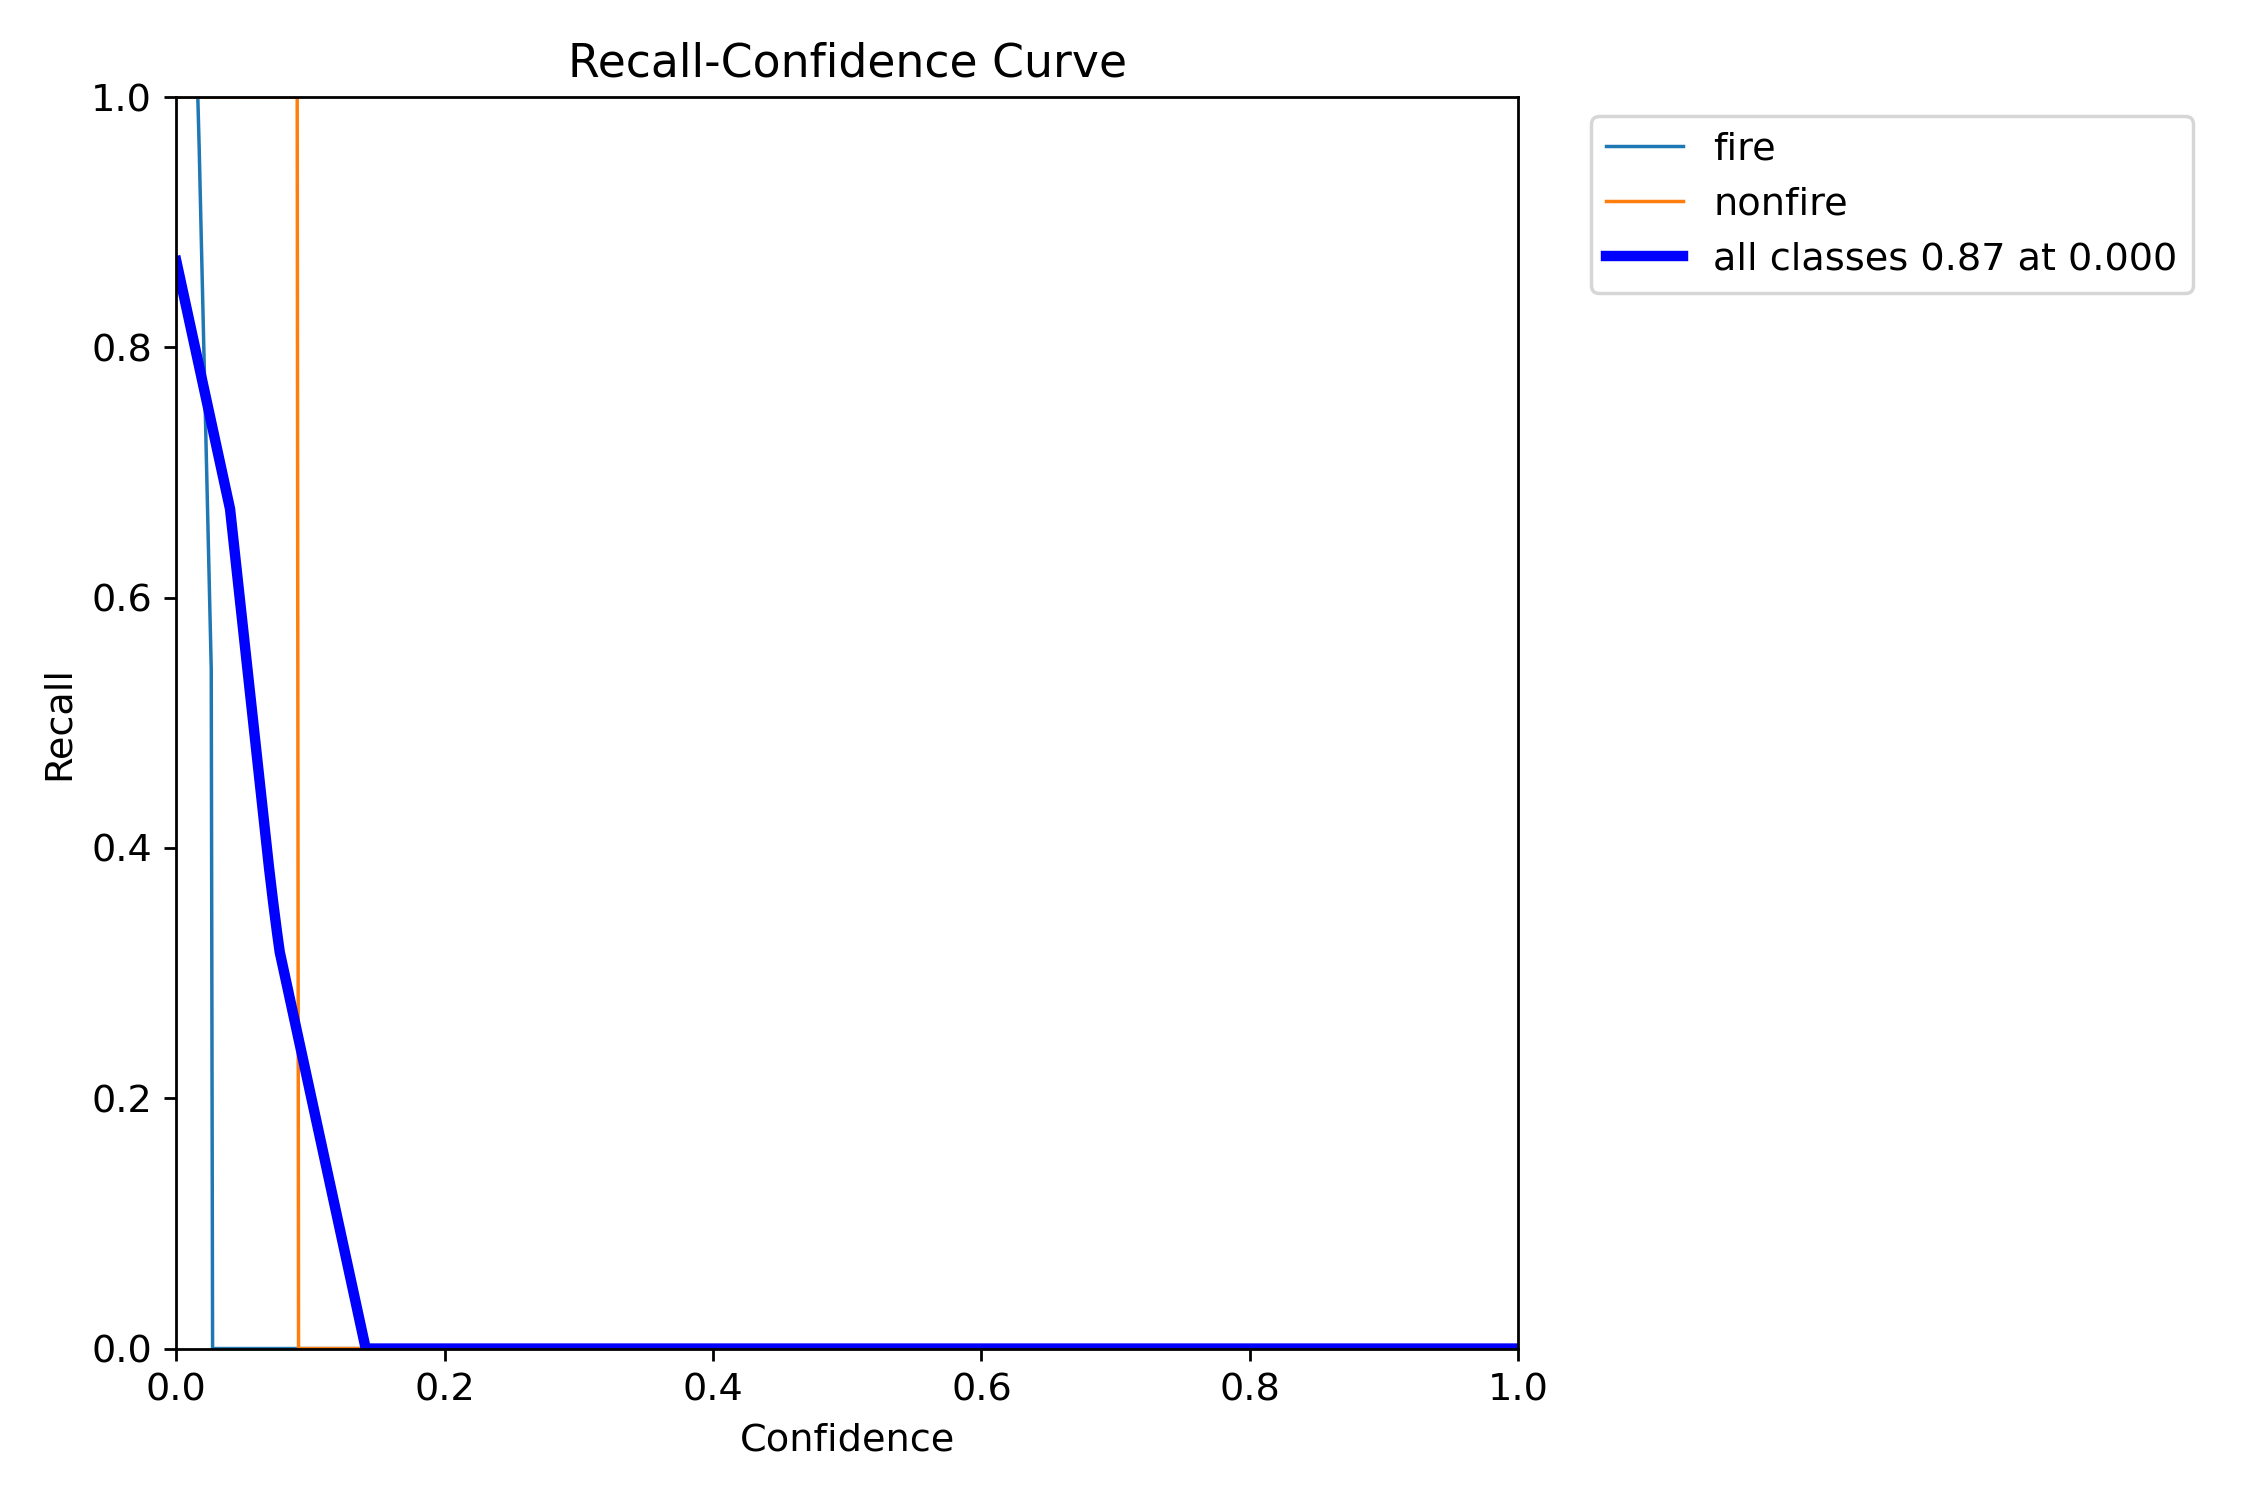 Recall-Confidence Curve
1.0
0.8
0.6
0.4
0.2
0.0
Recall
0.0 0.2 0.4 0.6 0.8 1.0
Confidence
fire
nonfire
all classes 0.87 at 0.000